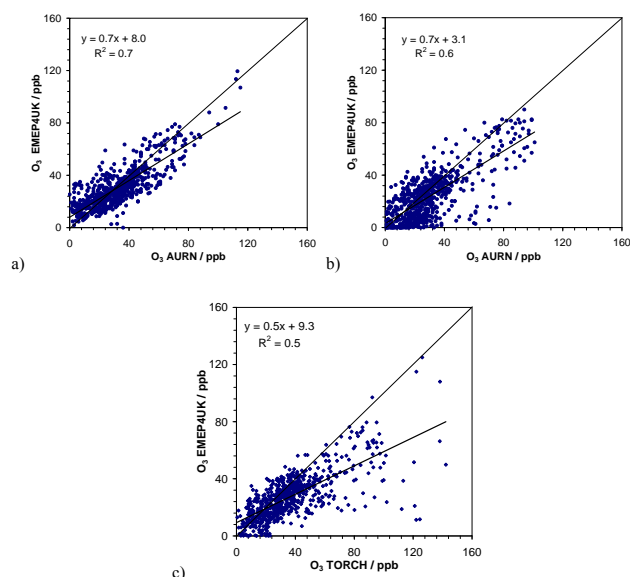 160
y = 0.7x + 8.0
R² = 0.7
120
O₃ EMEP4UK / ppb
80
40
0
0 40 80 120 160
O₃ AURN / ppb
a)
160
y = 0.7x + 3.1
R² = 0.6
120
O₃ EMEP4UK / ppb
80
40
0
0 40 80 120 160
O₃ AURN / ppb
b)
160
y = 0.5x + 9.3
R² = 0.5
120
O₃ EMEP4UK / ppb
80
40
0
0 40 80 120 160
O₃ TORCH / ppb
c)